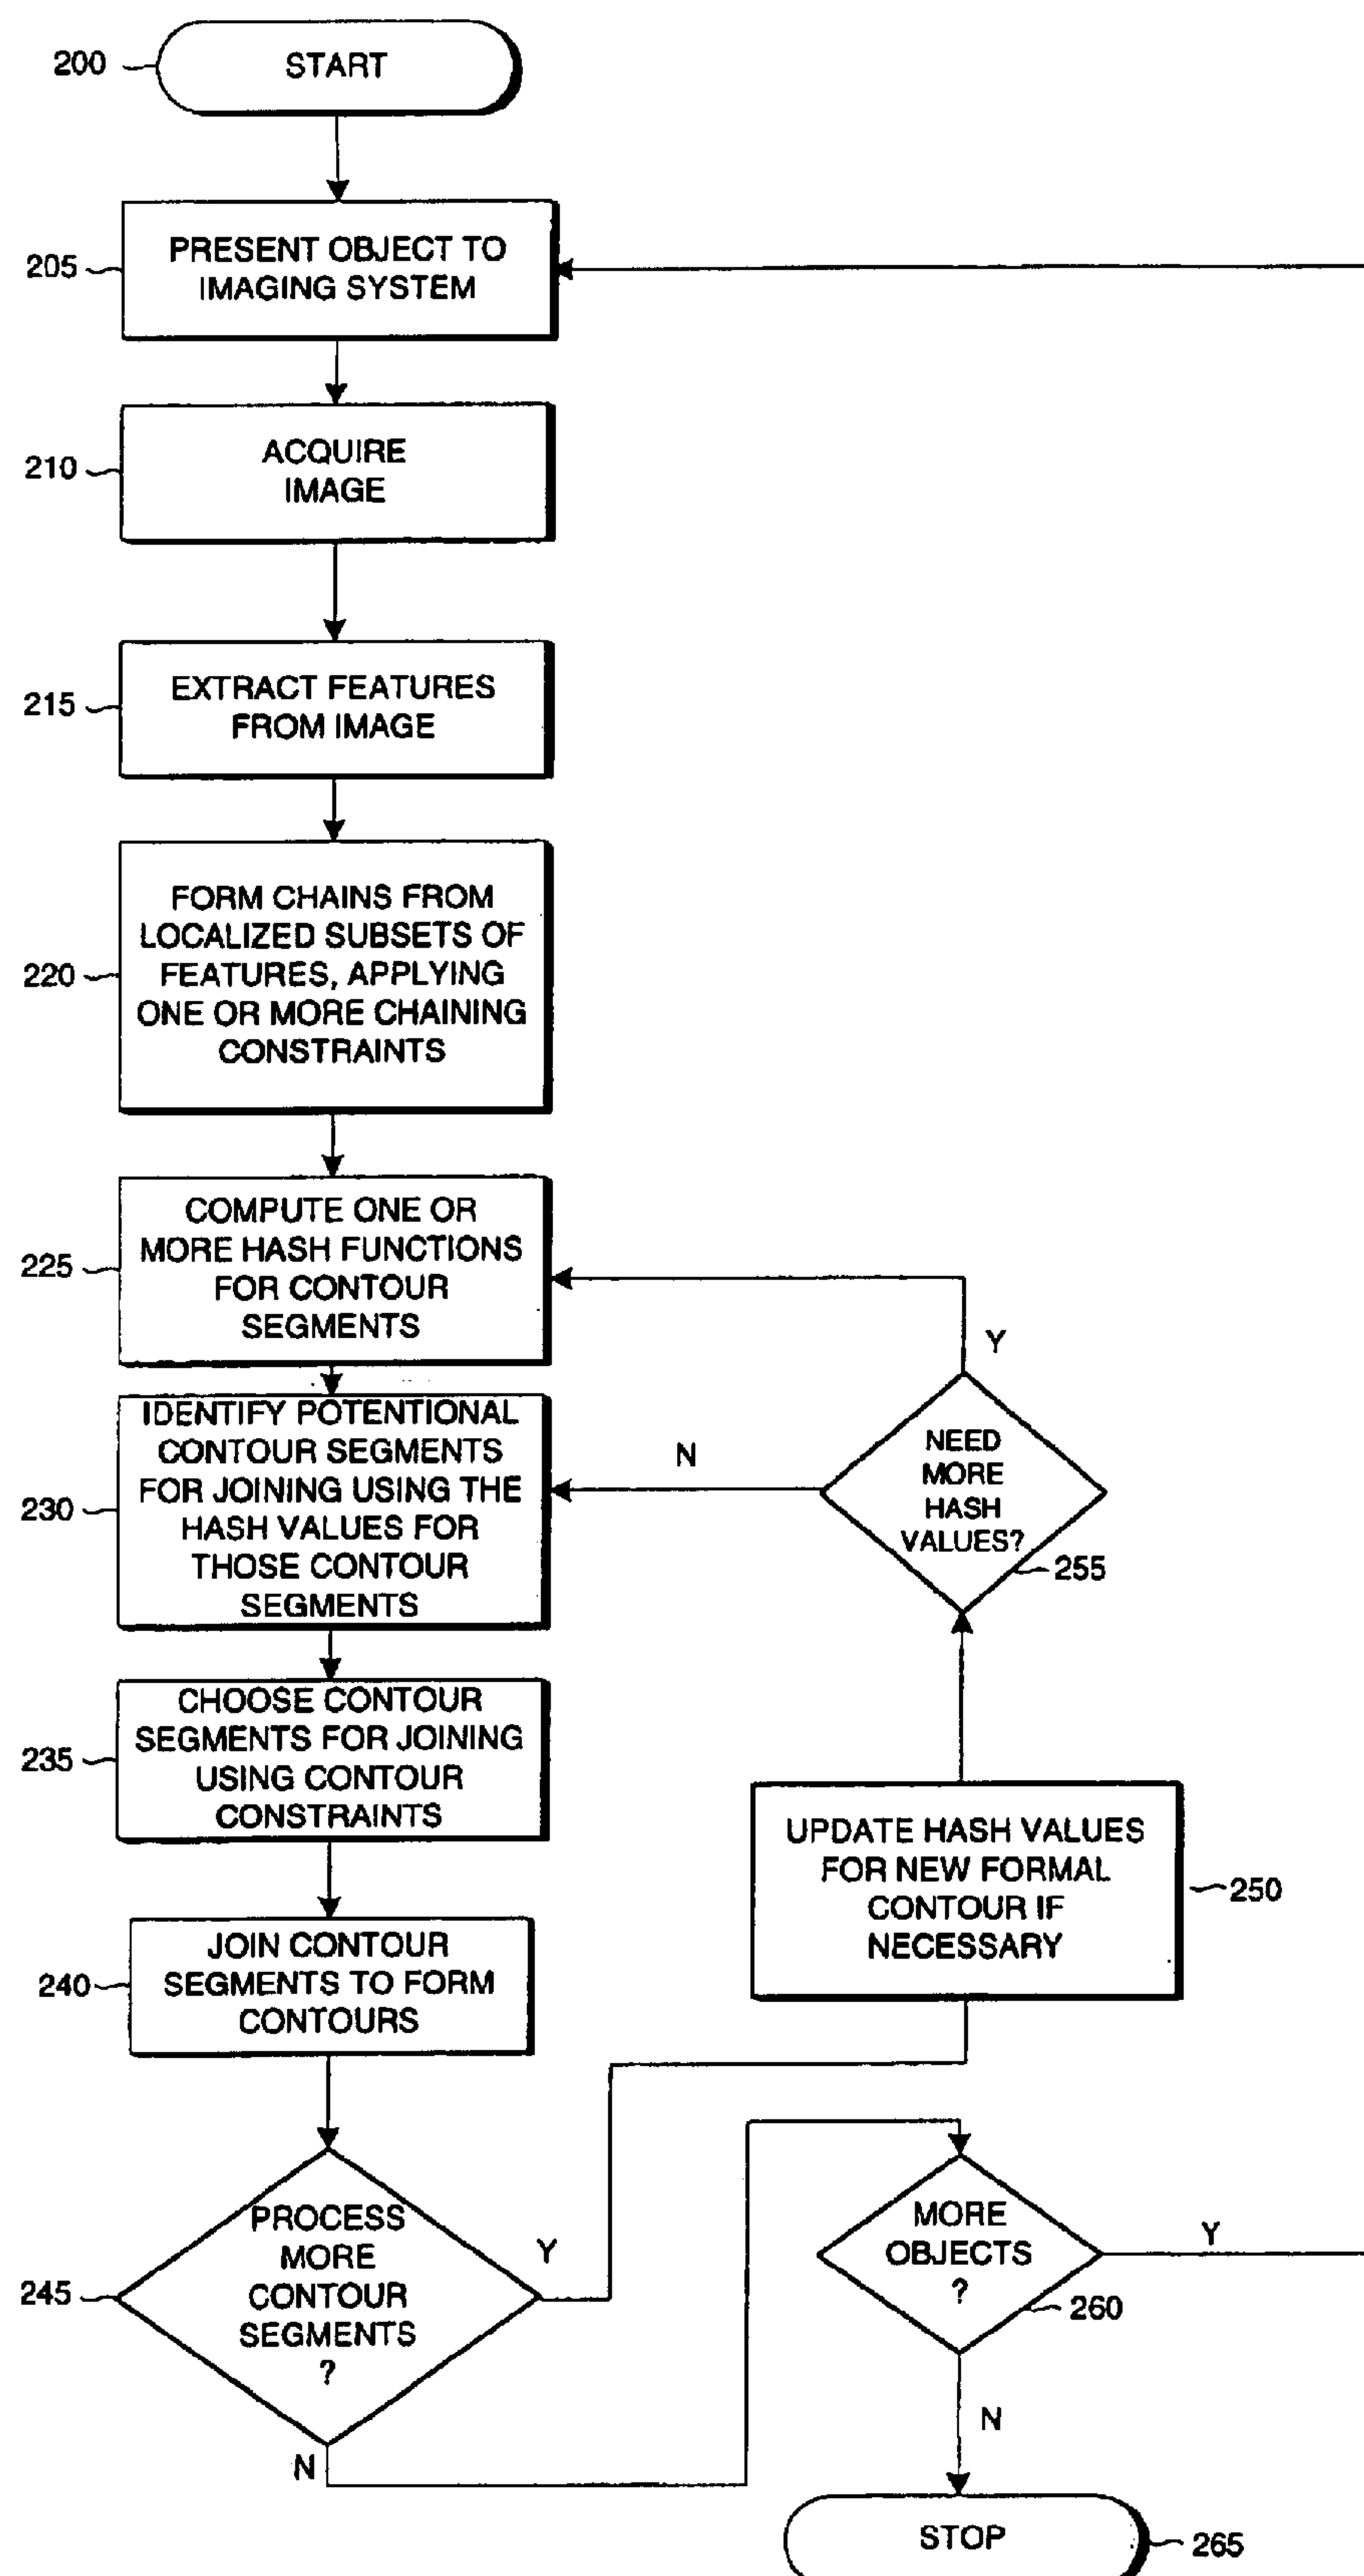 200
START
205
PRESENT OBJECT TO
IMAGING SYSTEM
210
ACQUIRE
IMAGE
215
EXTRACT FEATURES
FROM IMAGE
220
FORM CHAINS FROM
LOCALIZED SUBSETS OF
FEATURES, APPLYING
ONE OR MORE CHAINING
CONSTRAINTS
225
COMPUTE ONE OR
MORE HASH FUNCTIONS
FOR CONTOUR
SEGMENTS
230
IDENTIFY POTENTIONAL
CONTOUR SEGMENTS
FOR JOINING USING THE
HASH VALUES FOR
THOSE CONTOUR
SEGMENTS
235
CHOOSE CONTOUR
SEGMENTS FOR JOINING
USING CONTOUR
CONSTRAINTS
240
JOIN CONTOUR
SEGMENTS TO FORM
CONTOURS
245
PROCESS
MORE
CONTOUR
SEGMENTS
?
Y
N
UPDATE HASH VALUES
FOR NEW FORMAL
CONTOUR IF
NECESSARY
250
NEED
MORE
HASH
VALUES?
255
Y
N
MORE
OBJECTS
?
260
Y
N
STOP
265